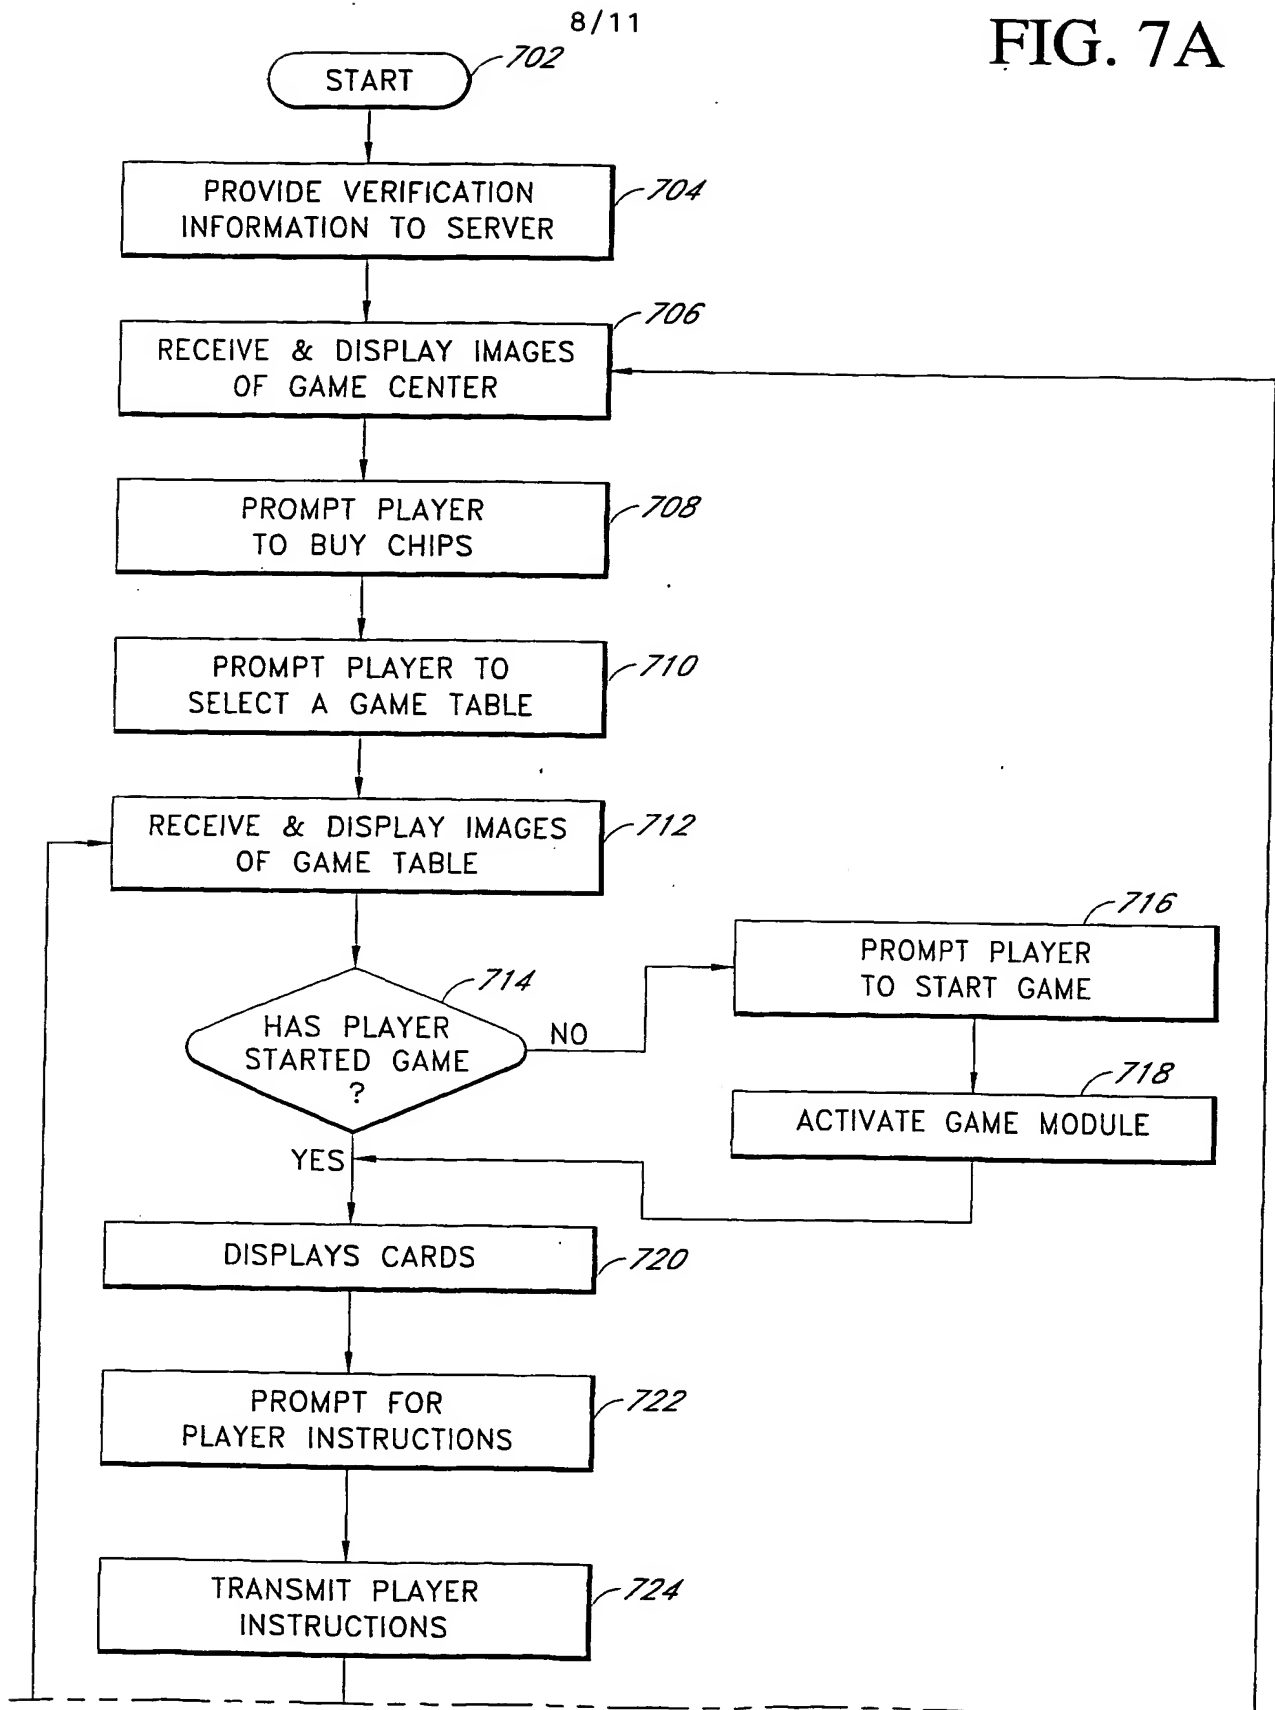 8/11
FIG. 7A
START
702
PROVIDE VERIFICATION
INFORMATION TO SERVER
704
706
RECEIVE & DISPLAY IMAGES
OF GAME CENTER
PROMPT PLAYER
TO BUY CHIPS
708
PROMPT PLAYER TO
SELECT A GAME TABLE
710
RECEIVE & DISPLAY IMAGES
OF GAME TABLE
712
714
HAS PLAYER
STARTED GAME
?
NO
716
PROMPT PLAYER
TO START GAME
718
ACTIVATE GAME MODULE
YES
DISPLAYS CARDS
720
PROMPT FOR
PLAYER INSTRUCTIONS
722
TRANSMIT PLAYER
INSTRUCTIONS
724